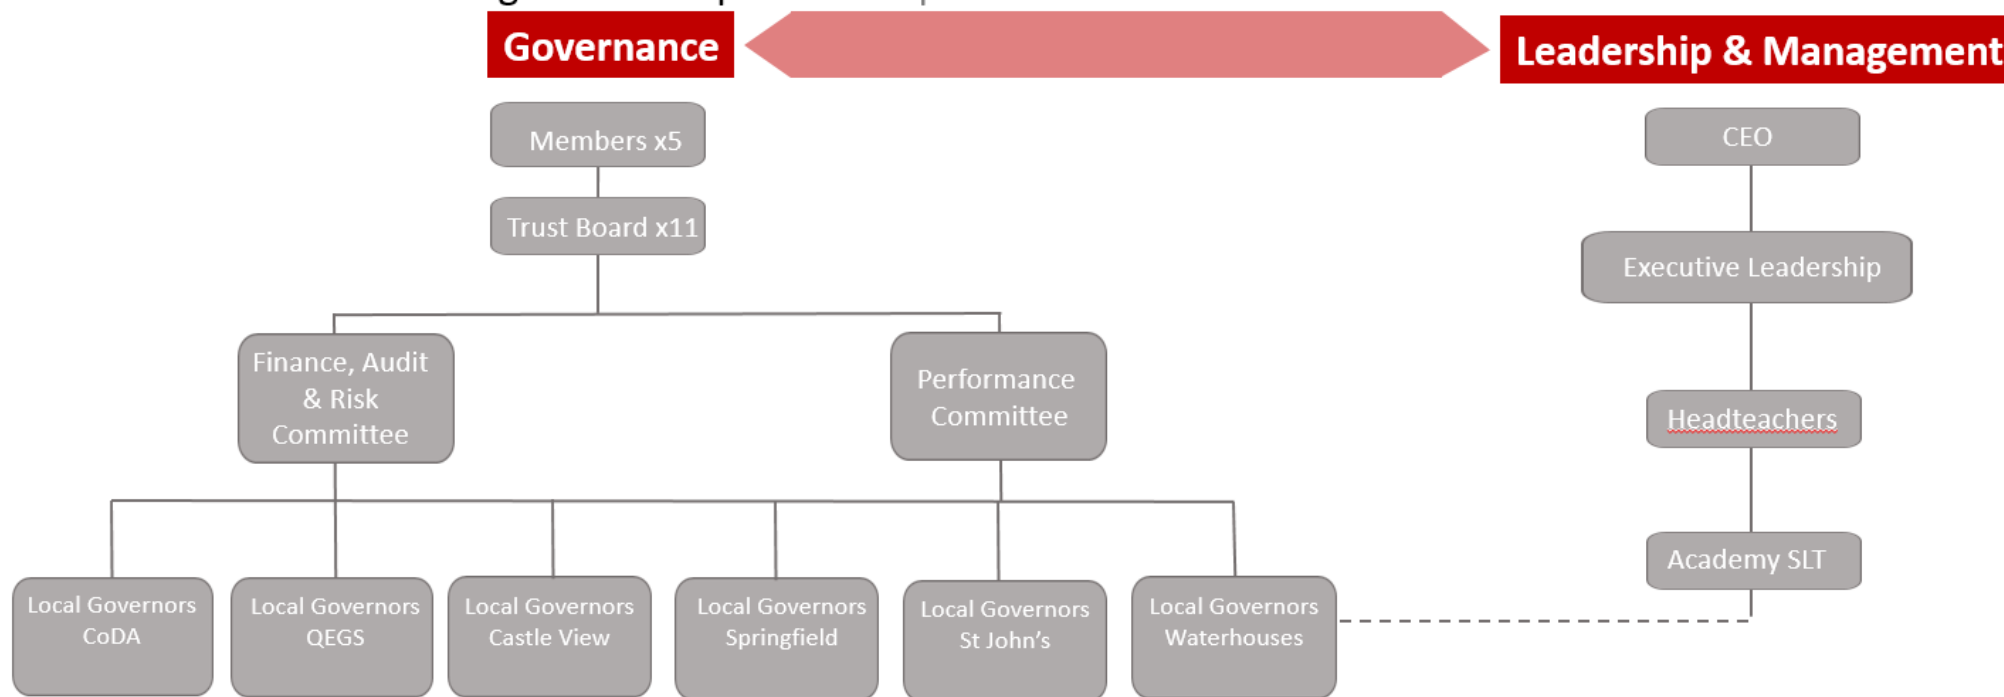 Governance
Leadership & Management
Members x5
Trust Board x11
Finance, Audit
& Risk
Committee
Performance
Committee
Local Governors
CoDA
Local Governors
QEGS
Local Governors
Castle View
Local Governors
Springfield
Local Governors
St John's
Local Governors
Waterhouses
CEO
Executive Leadership
Headteachers
Academy SLT